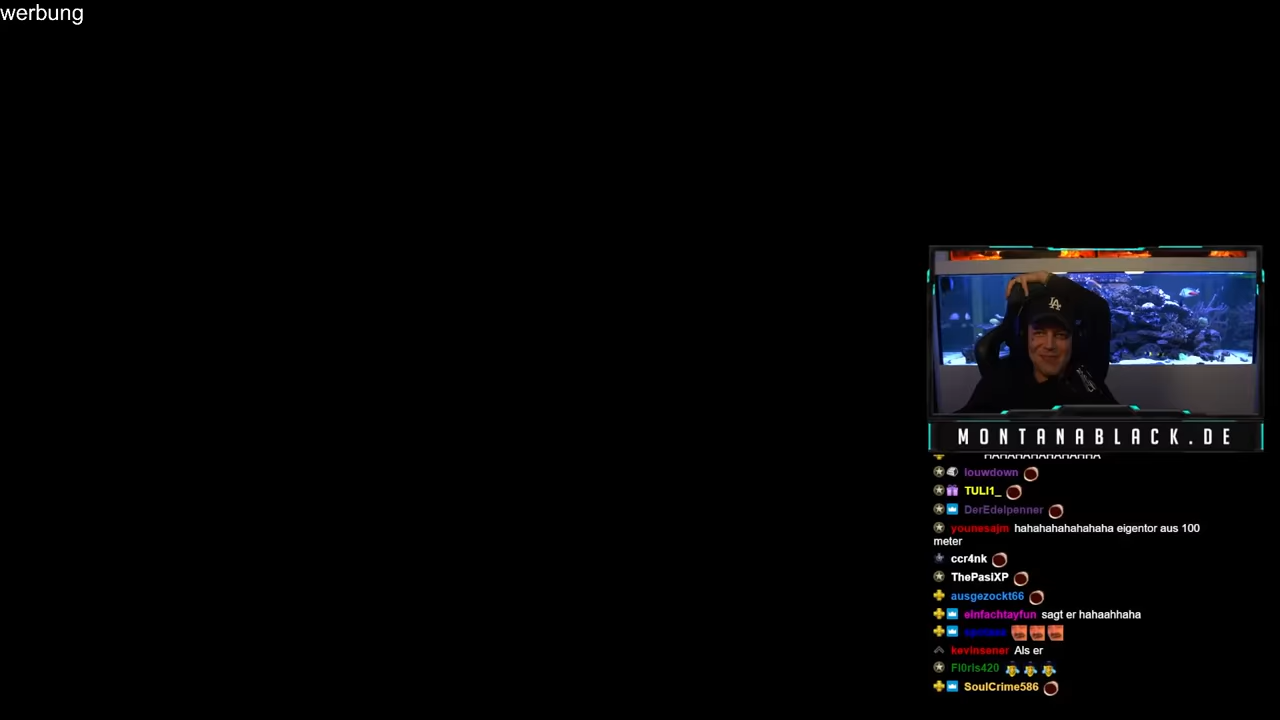 werbung
LA
MONTANABLACK.DE
louwdown
TULI1_
DerEdelpenner
younesajm hahahahahahahaha eigentor aus 100
meter
ccr4nk
ThePasiXP
ausgezockt66
einfachtayfun sagt er hahaahhaha
kevinsener Als er
Fl0ris420
SoulCrime586